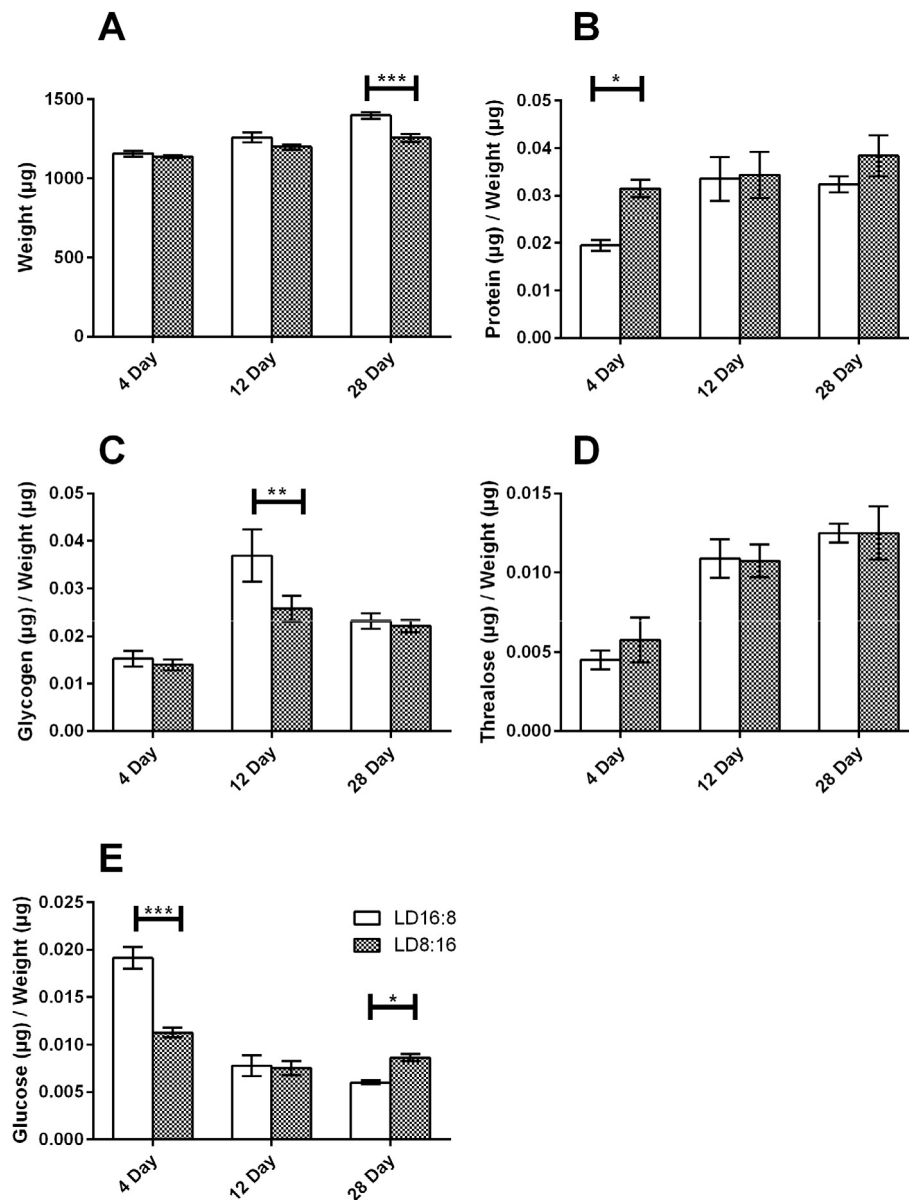 A
Weight (µg)
1500
1000
500
0
***
4 Day
12 Day
28 Day
B
Protein (µg) / Weight (µg)
0.05
0.04
0.03
0.02
0.01
0.00
*
4 Day
12 Day
28 Day
C
Glycogen (µg) / Weight (µg)
0.05
0.04
0.03
0.02
0.01
0.00
**
4 Day
12 Day
28 Day
D
Threalose (µg) / Weight (µg)
0.015
0.010
0.005
0.000
4 Day
12 Day
28 Day
E
Glucose (µg) / Weight (µg)
0.025
0.020
0.015
0.010
0.005
0.000
***
*
LD16:8
LD8:16
4 Day
12 Day
28 Day